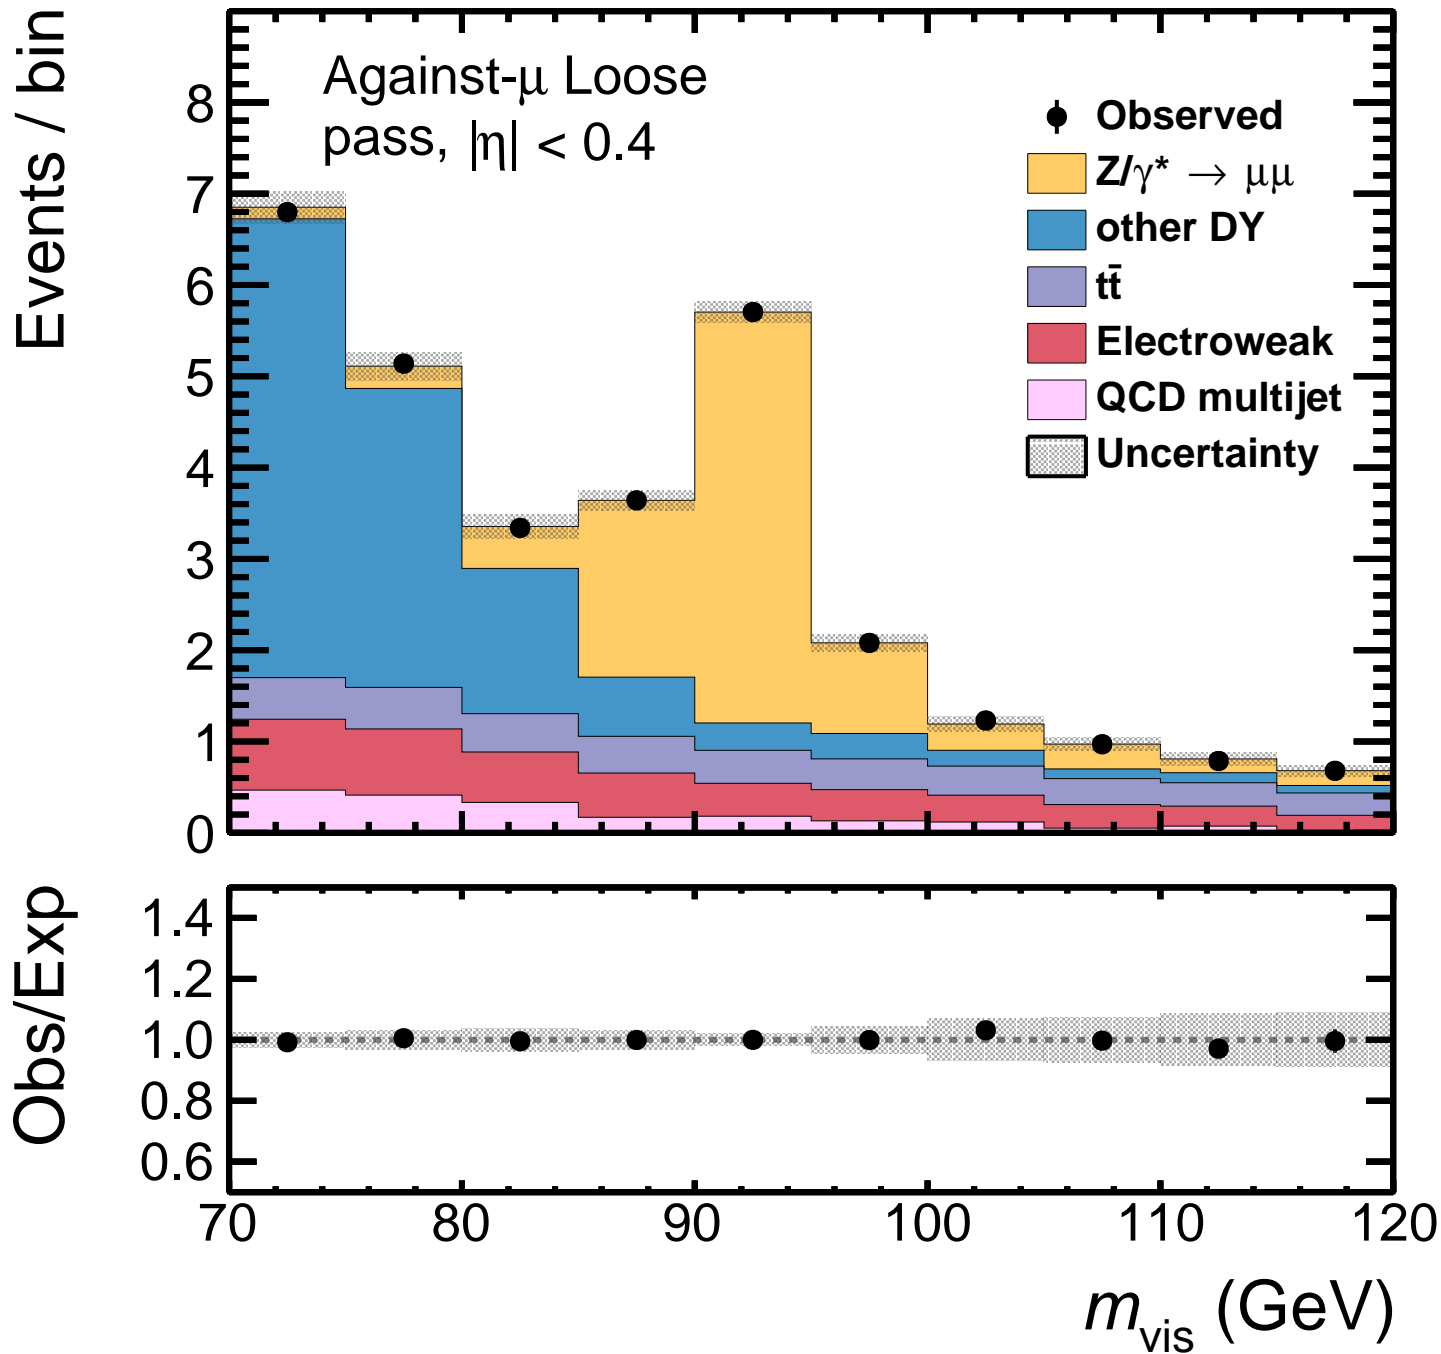 Events / bin
8
7
6
5
4
3
2
1
0
Against-μ Loose
pass, |η| < 0.4
Observed
Z/γ* → μμ
other DY
tt̄
Electroweak
QCD multijet
Uncertainty
Obs/Exp
1.4
1.2
1.0
0.8
0.6
70 80 90 100 110 120
m_vis (GeV)